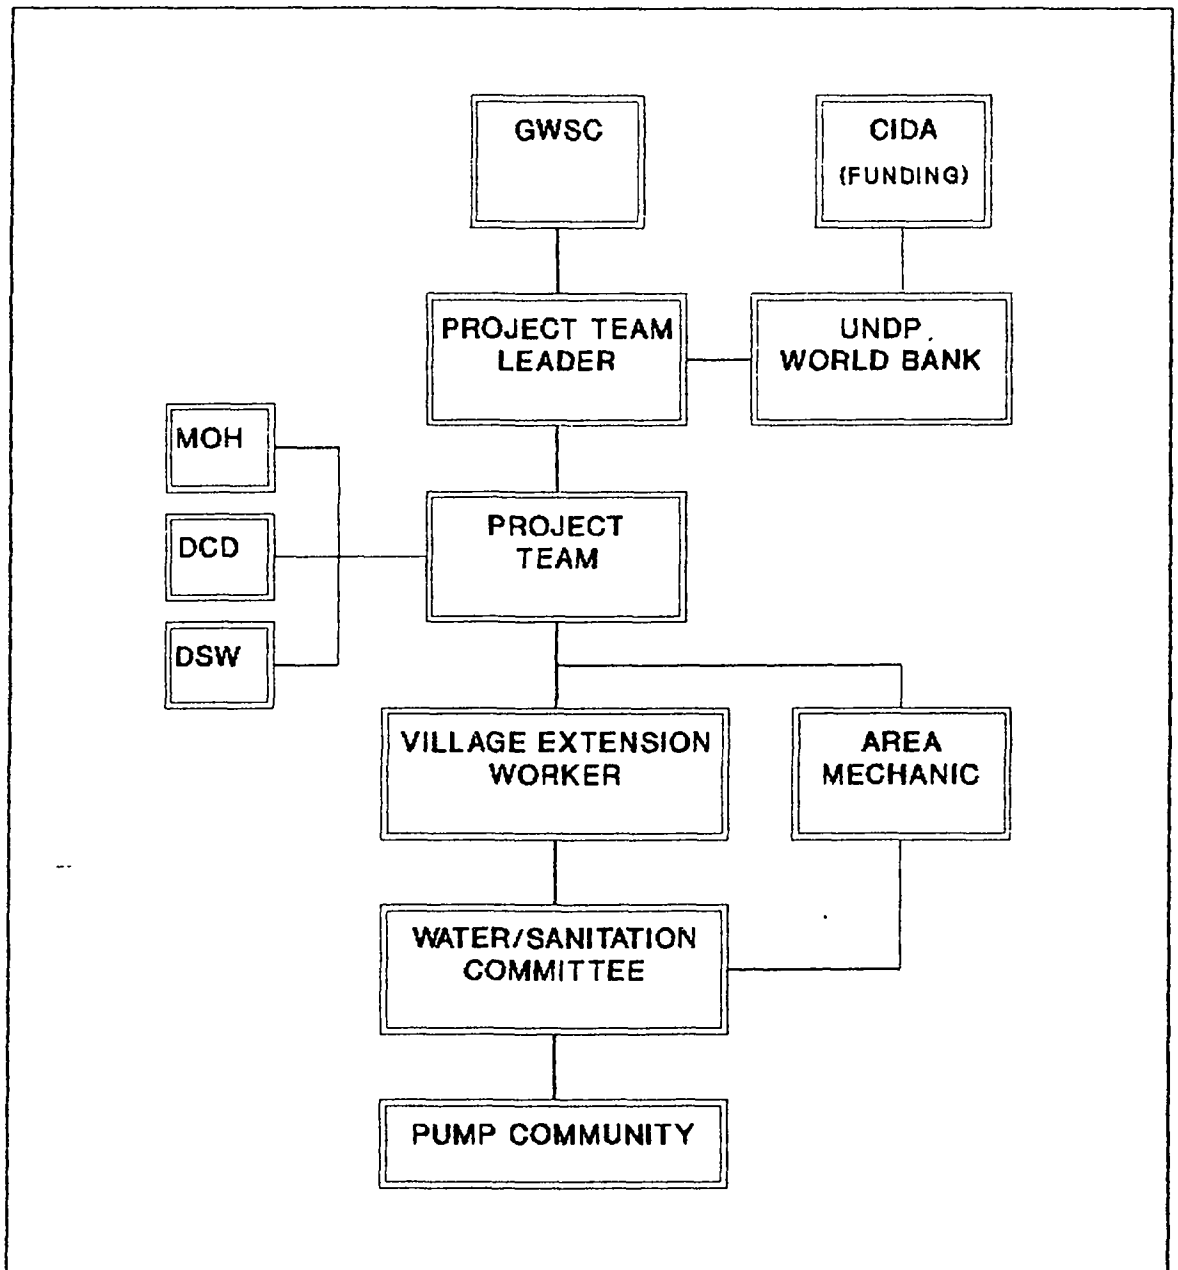 GWSC
CIDA
(FUNDING)
PROJECT TEAM
LEADER
UNDP
WORLD BANK
MOH
DCD
DSW
PROJECT
TEAM
VILLAGE EXTENSION
WORKER
AREA
MECHANIC
WATER/SANITATION
COMMITTEE
PUMP COMMUNITY